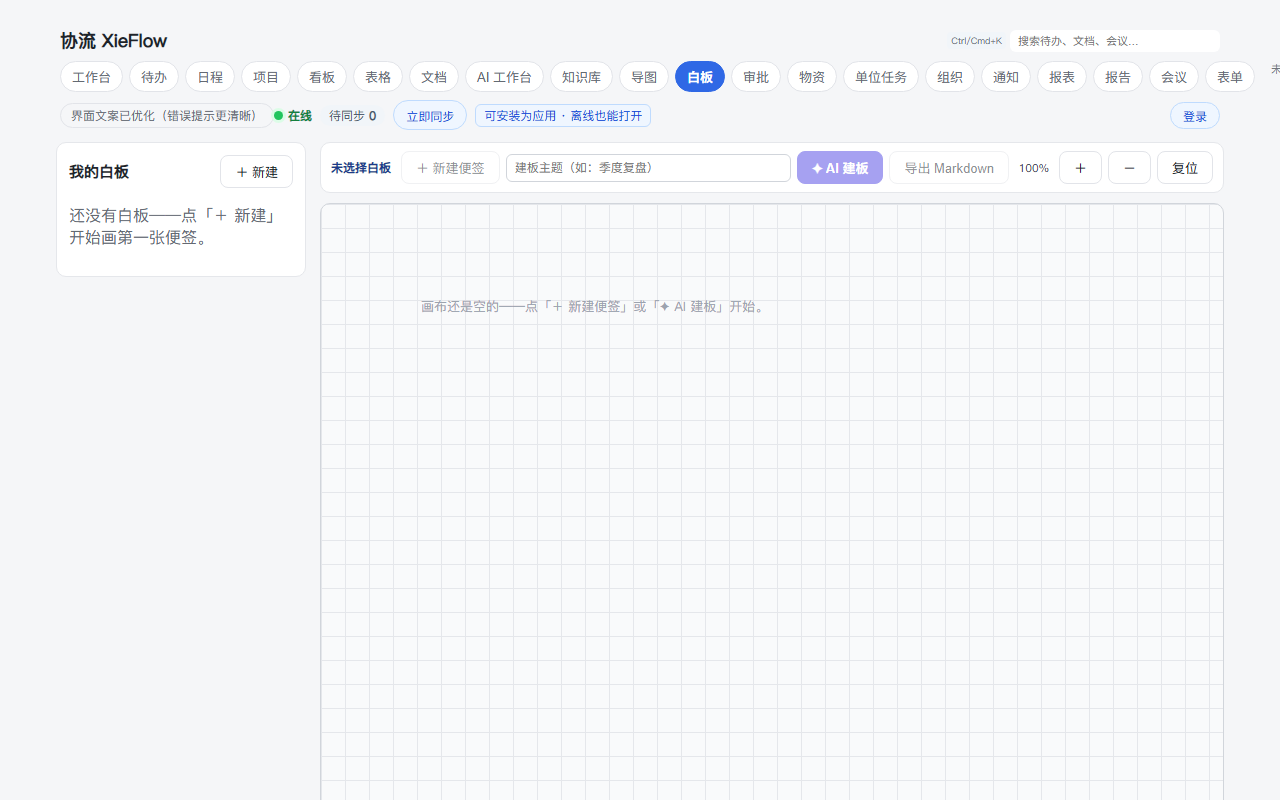 协流 XieFlow
Ctrl/Cmd+K 搜索待办、文档、会议...
工作台 待办 日程 项目 看板 表格 文档 AI 工作台 知识库 导图 白板 审批 物资 单位任务 组织 通知 报表 报告 会议 表单 未
界面文案已优化（错误提示更清晰） 在线 待同步 0 立即同步 可安装为应用 · 离线也能打开 登录
我的白板 ＋ 新建
还没有白板——点「＋ 新建」
开始画第一张便签。
未选择白板 ＋ 新建便签 建板主题（如：季度复盘） ✦ AI 建板 导出 Markdown 100% ＋ － 复位
画布还是空的——点「＋ 新建便签」或「✦ AI 建板」开始。